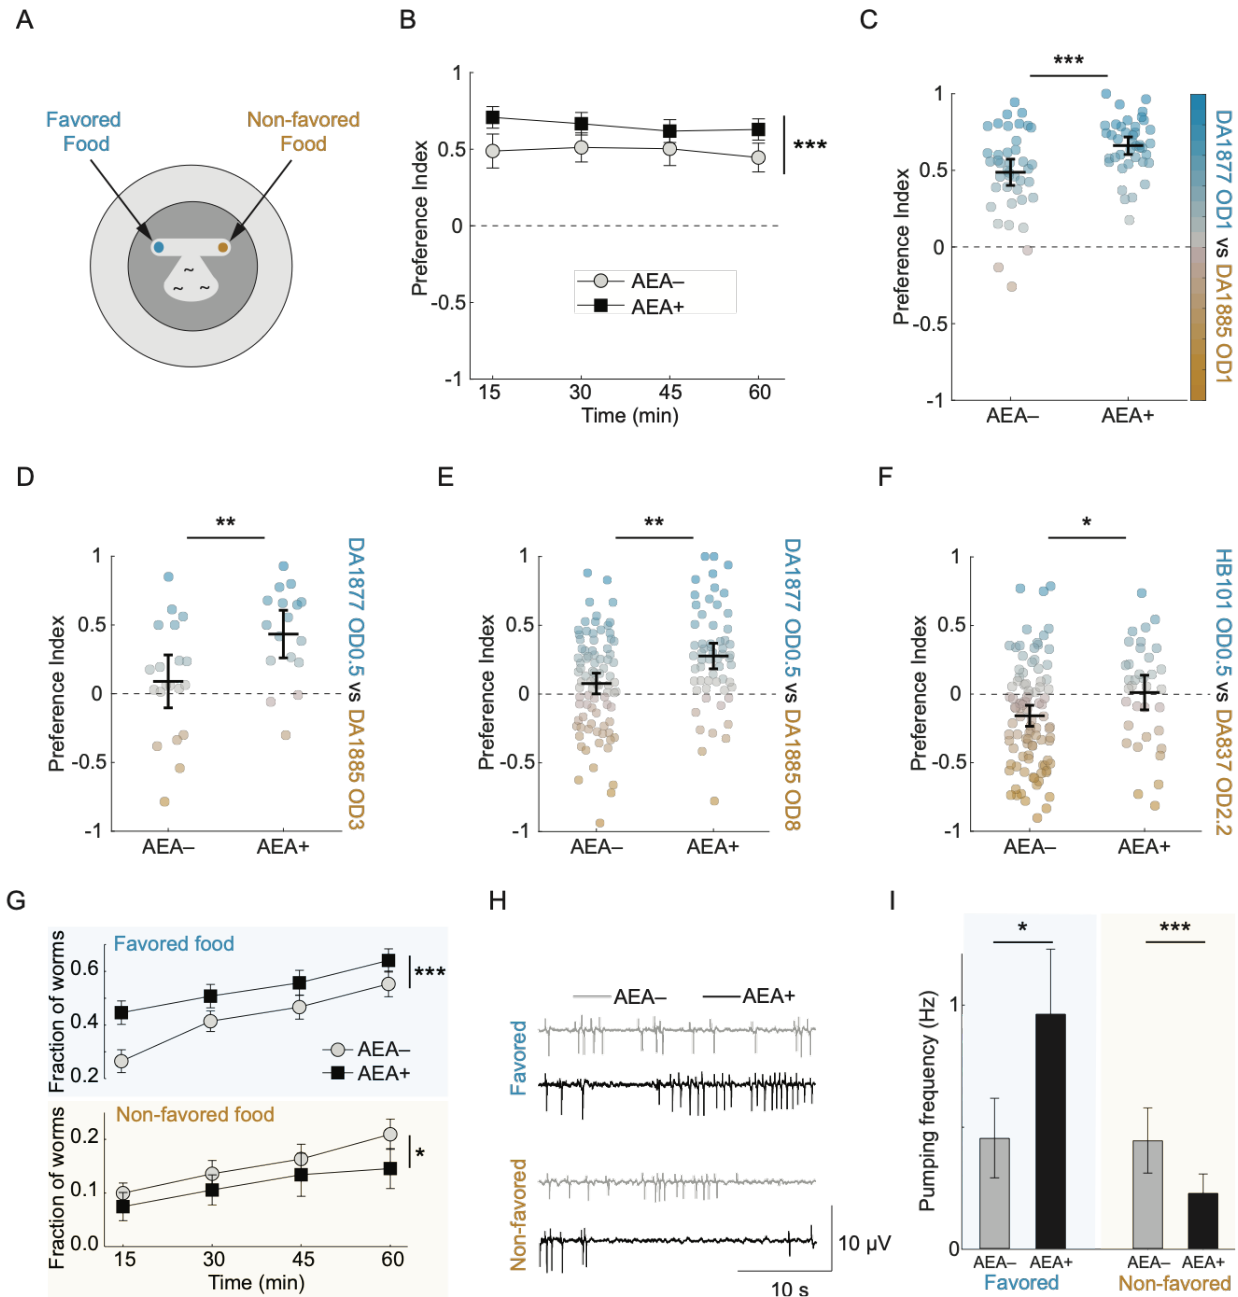 A
B
C
Favored
Food
Non-favored
Food
~
~ ~
1
0.5
0
-0.5
-1
Preference Index
***
AEA–
AEA+
15 30 45 60
Time (min)
***
1
0.5
0
-0.5
-1
Preference Index
AEA– AEA+
DA1877 OD1 vs DA1885 OD1
D
E
F
**
1
0.5
0
-0.5
-1
Preference Index
AEA– AEA+
DA1877 OD0.5 vs DA1885 OD3
**
1
0.5
0
-0.5
-1
Preference Index
AEA– AEA+
DA1877 OD0.5 vs DA1885 OD8
*
1
0.5
0
-0.5
-1
Preference Index
AEA– AEA+
HB101 OD0.5 vs DA837 OD2.2
G
H
I
Favored food
Fraction of worms
0.6
0.4
0.2
***
AEA–
AEA+
Non-favored food
Fraction of worms
0.2
0.1
0.0
*
15 30 45 60
Time (min)
AEA– AEA+
Favored
Non-favored
10 µV
10 s
* ***
Pumping frequency (Hz)
1
0
AEA– AEA+ AEA– AEA+
Favored Non-favored